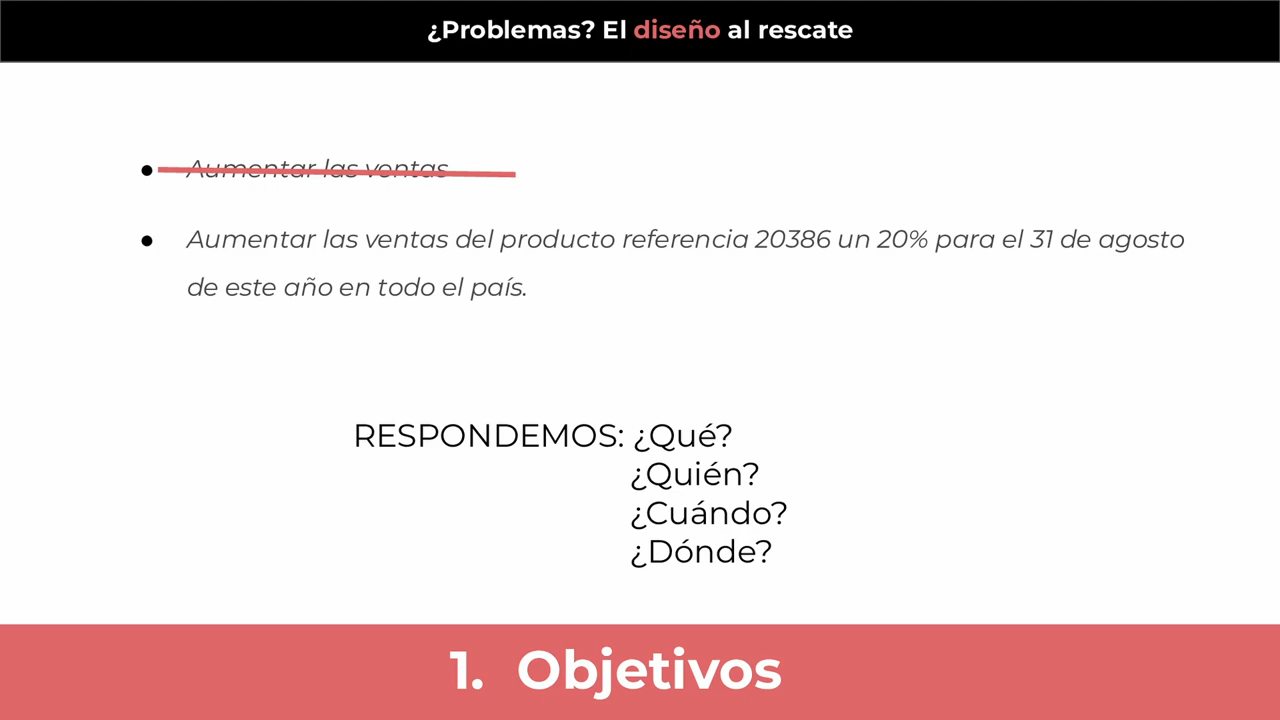 ¿Problemas? El diseño al rescate
● Aumentar las ventas
● Aumentar las ventas del producto referencia 20386 un 20% para el 31 de agosto
de este año en todo el país.
RESPONDEMOS: ¿Qué?
¿Quién?
¿Cuándo?
¿Dónde?
1. Objetivos